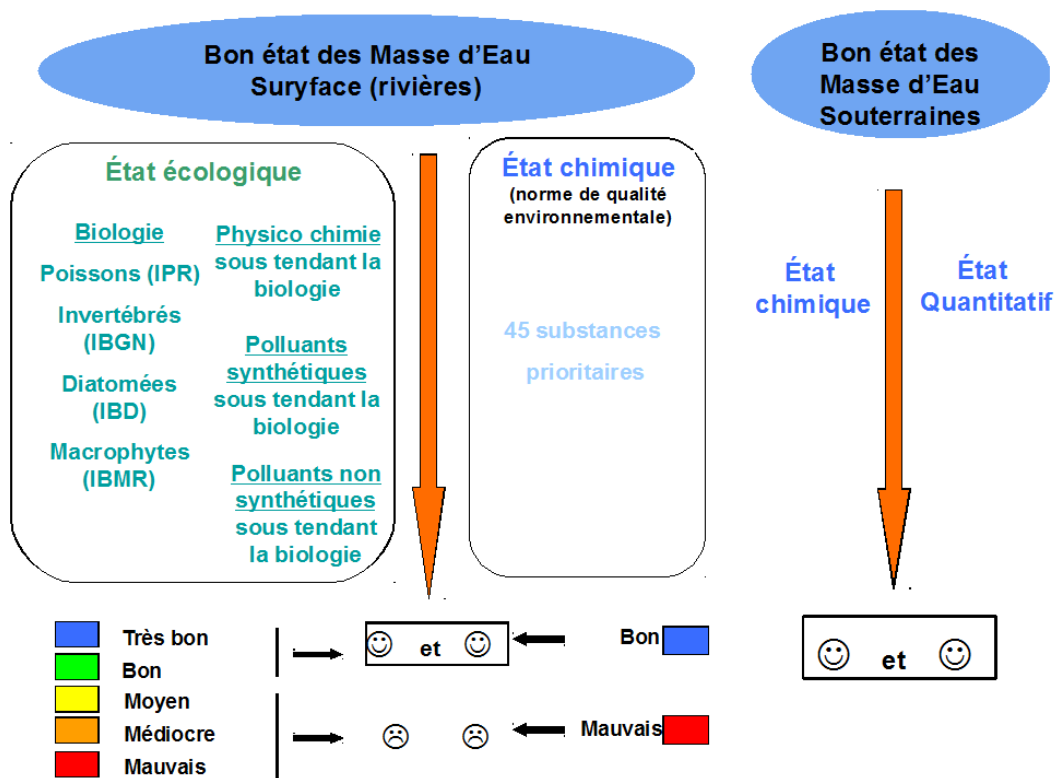 Bon état des Masse d'Eau
Suryface (rivières)
Bon état des
Masse d'Eau
Souterraines
État écologique
Biologie
Poissons (IPR)
Invertébrés
(IBGN)
Diatomées
(IBD)
Macrophytes
(IBMR)
Physico chimie
sous tendant la
biologie
Polluants
synthétiques
sous tendant la
biologie
Polluants non
synthétiques
sous tendant
la biologie
État chimique
(norme de qualité
environnementale)
45 substances
prioritaires
État
chimique
État
Quantitatif
Très bon
Bon
Moyen
Médiocre
Mauvais
et
Bon
Mauvais
et